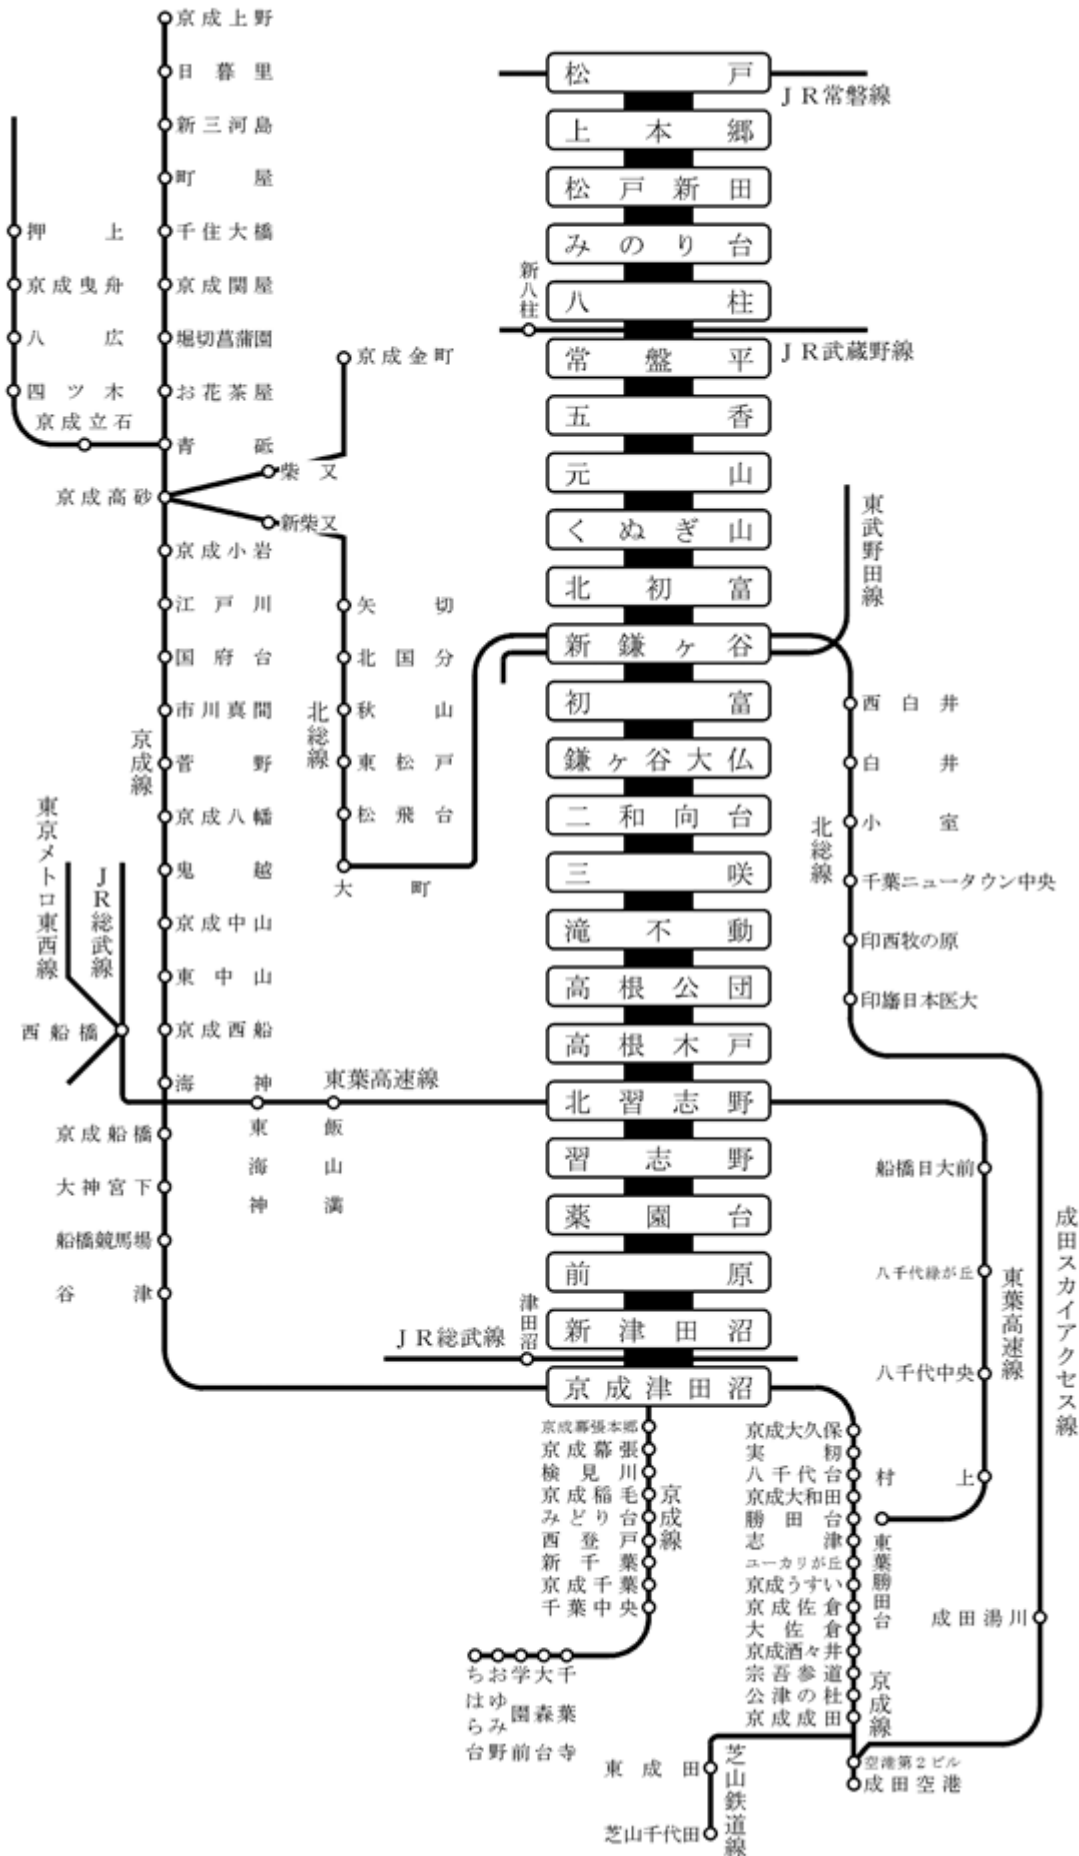 京成上野
日暮里
新三河島
町屋
千住大橋
京成関屋
堀切菖蒲園
お花茶屋
青砥
押上
京成曳舟
八広
四ツ木
京成立石
京成高砂
京成金町
柴又
新柴又
京成小岩
江戸川
国府台
市川真間
菅野
京成八幡
鬼越
京成中山
東中山
京成西船
海神
京成線
京成船橋
大神宮下
船橋競馬場
谷津
矢切
北国分
秋山
東松戸
松飛台
大町
北総線
東京メトロ東西線
JR総武線
西船橋
東葉高速線
東海神
飯山満
松戸
JR常磐線
上本郷
松戸新田
みのり台
新八柱
八柱
JR武蔵野線
常盤平
五香
元山
くぬぎ山
北初富
新鎌ヶ谷
東武野田線
初富
鎌ヶ谷大仏
二和向台
三咲
滝不動
高根公団
高根木戸
北習志野
習志野
薬園台
前原
津田沼
JR総武線
新津田沼
京成津田沼
西白井
白井
小室
千葉ニュータウン中央
印西牧の原
印旛日本医大
北総線
船橋日大前
八千代緑が丘
八千代中央
村上
東葉勝田台
東葉高速線
成田スカイアクセス線
成田湯川
京成幕張本郷
京成幕張
検見川
京成稲毛
みどり台
西登戸
新千葉
京成千葉
千葉中央
京成線
千葉寺
大森台
学園前
おゆみ野
ちはら台
京成大久保
実籾
八千代台
京成大和田
勝田台
志津
ユーカリが丘
京成うすい
京成佐倉
大佐倉
京成酒々井
宗吾参道
公津の杜
京成成田
京成線
空港第2ビル
成田空港
東成田
芝山千代田
芝山鉄道線